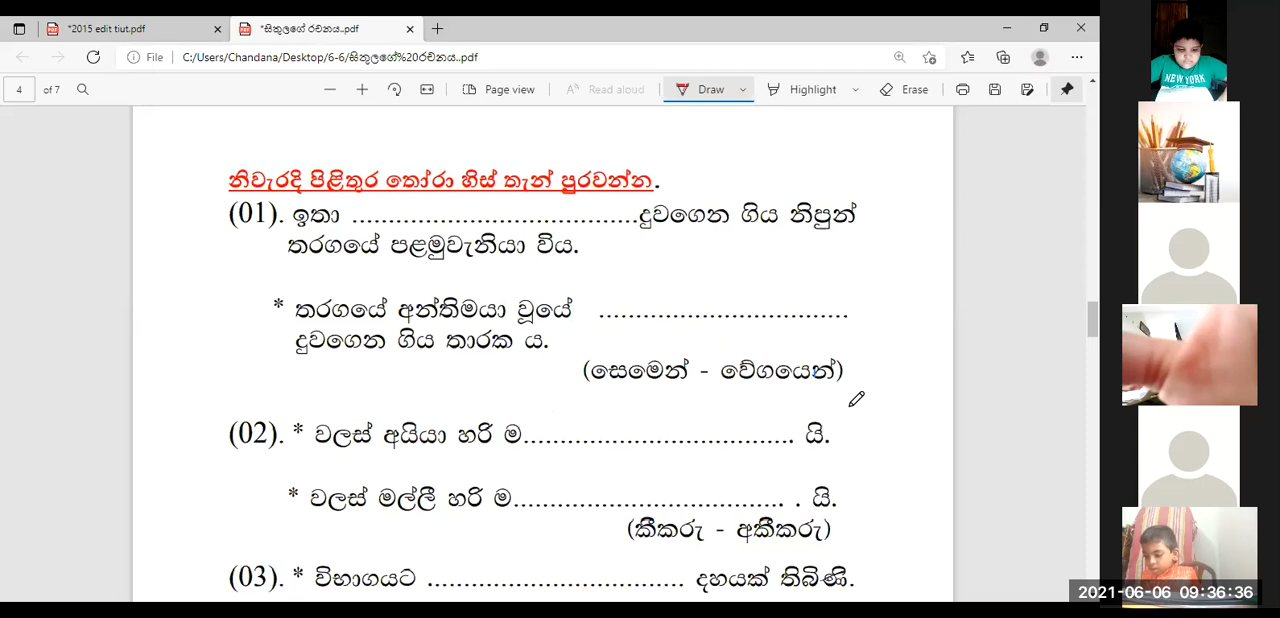 *2015 edit tiut.pdf
*සිතුලගේ රචනය..pdf
File
C:/Users/Chandana/Desktop/6-6/සිතුලගේ%20රචනය..pdf
4 of 7
Page view
Read aloud
Draw
Highlight
Erase
නිවැරදි පිළිතුර තෝරා හිස් තැන් පුරවන්න.
(01). ඉතා ......................................දුවගෙන ගිය නිපුන්
තරගයේ පළමුවැනියා විය.
* තරගයේ අන්තිමයා වූයේ ..................................
දුවගෙන ගිය තාරක ය.
(සෙමෙන් - වේගයෙන්)
(02). * වලස් අයියා හරි ම.................................... යි.
* වලස් මල්ලී හරි ම.................................... . යි.
(කීකරු - අකීකරු)
(03). * විභාගයට .................................. දහයක් තිබිණි.
NEW YORK
2021-06-06 09:36:36